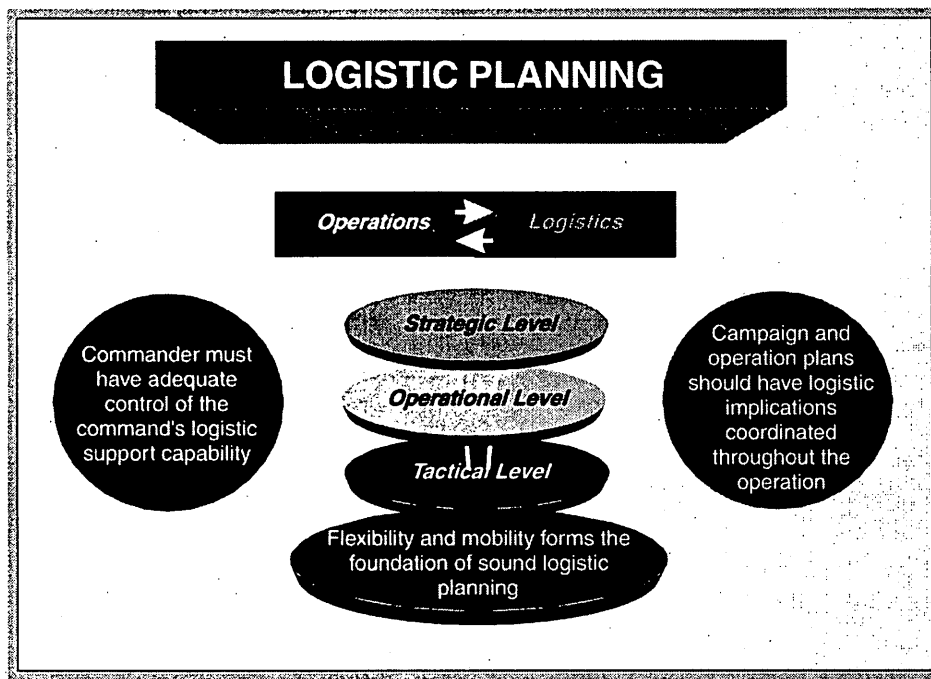 LOGISTIC PLANNING
Operations Logistics
Commander must
have adequate
control of the
command's logistic
support capability
Strategic Level
Operational Level
Tactical Level
Flexibility and mobility forms the
foundation of sound logistic
planning
Campaign and
operation plans
should have logistic
implications
coordinated
throughout the
operation